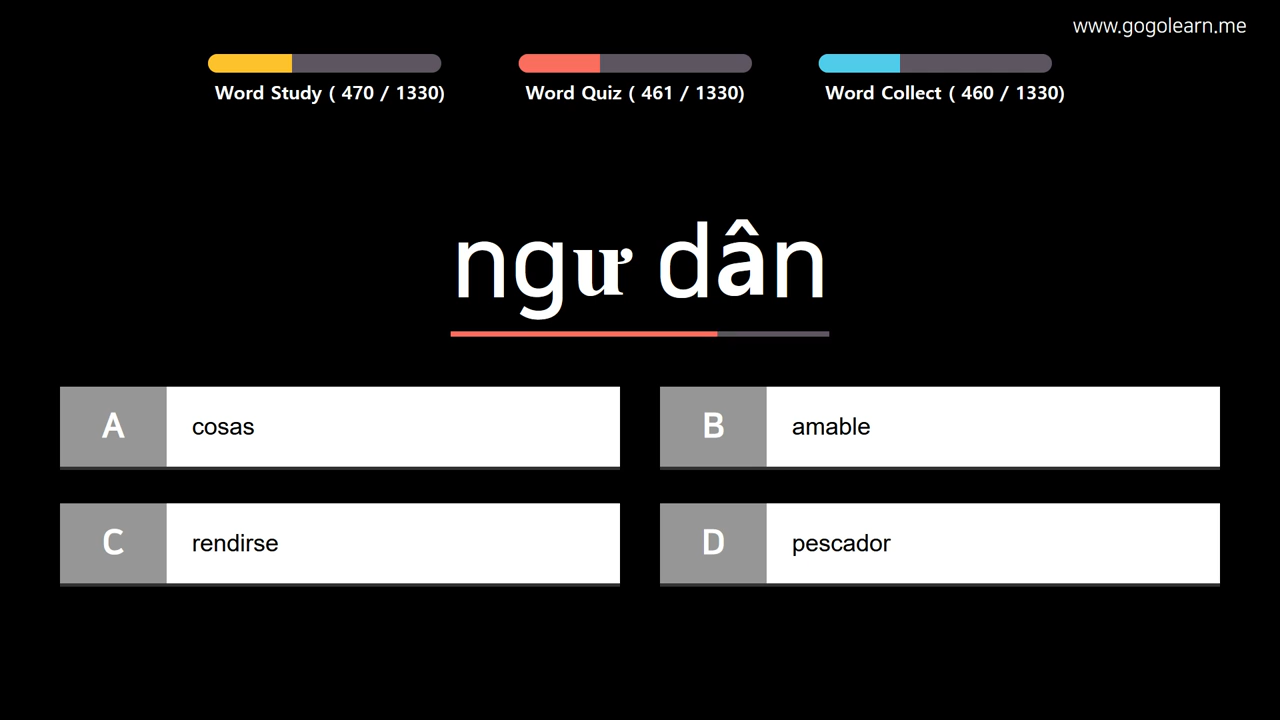 www.gogolearn.me
Word Study ( 470 / 1330)
Word Quiz ( 461 / 1330)
Word Collect ( 460 / 1330)
ngư dân
A
cosas
B
amable
C
rendirse
D
pescador